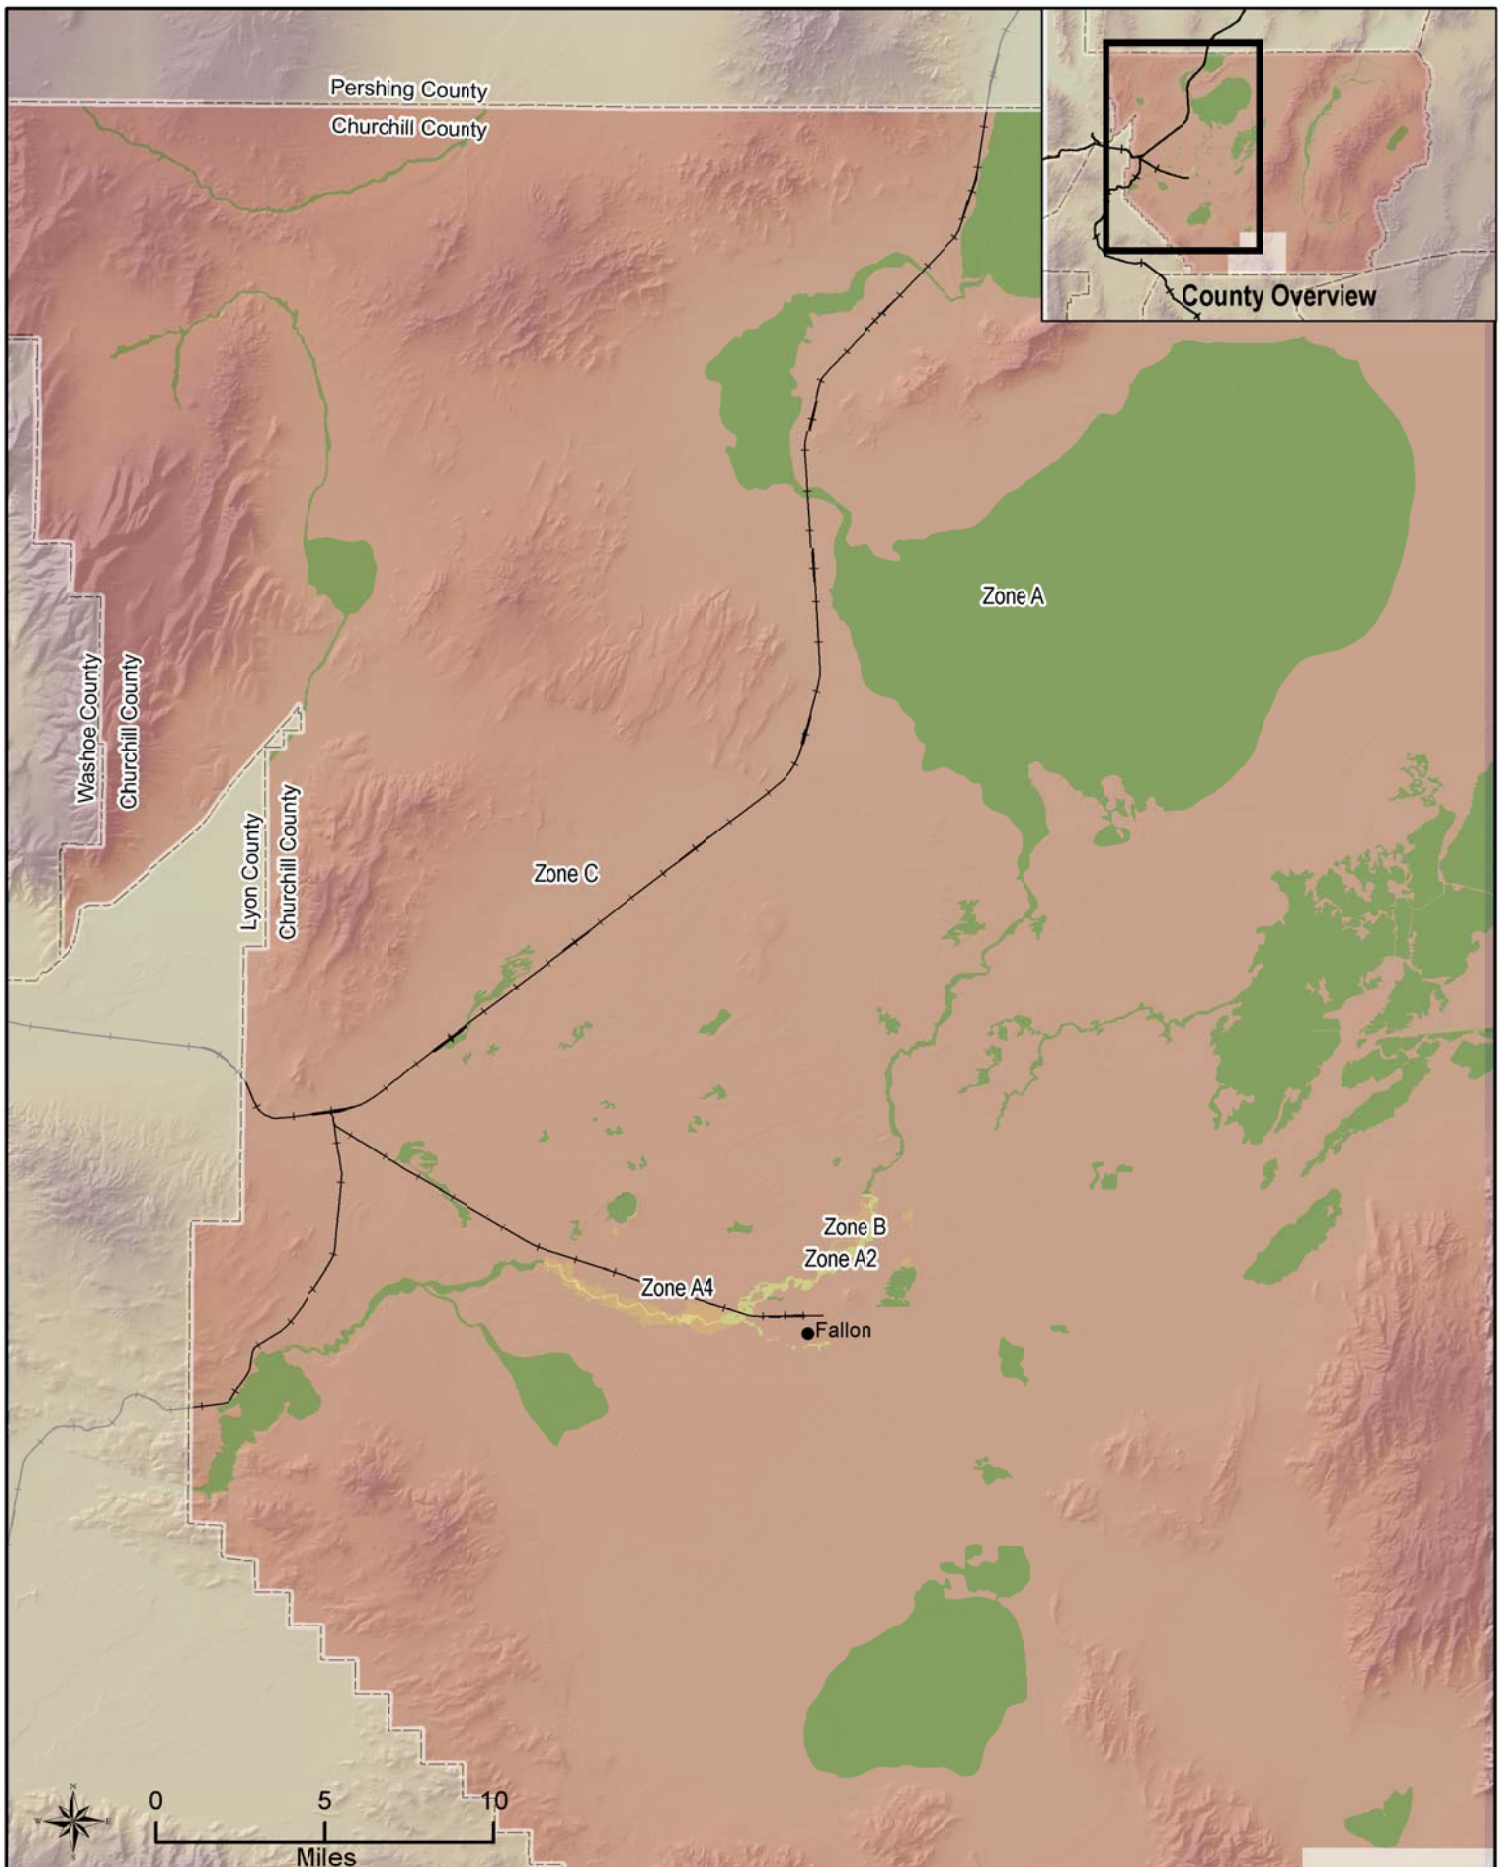 Pershing County
Churchill County
County Overview
Zone A
Washoe County
Churchill County
Lyon County
Churchill County
Zone C
Zone B
Zone A2
Zone A4
Fallon
N
W
E
S
0 5 10
Miles